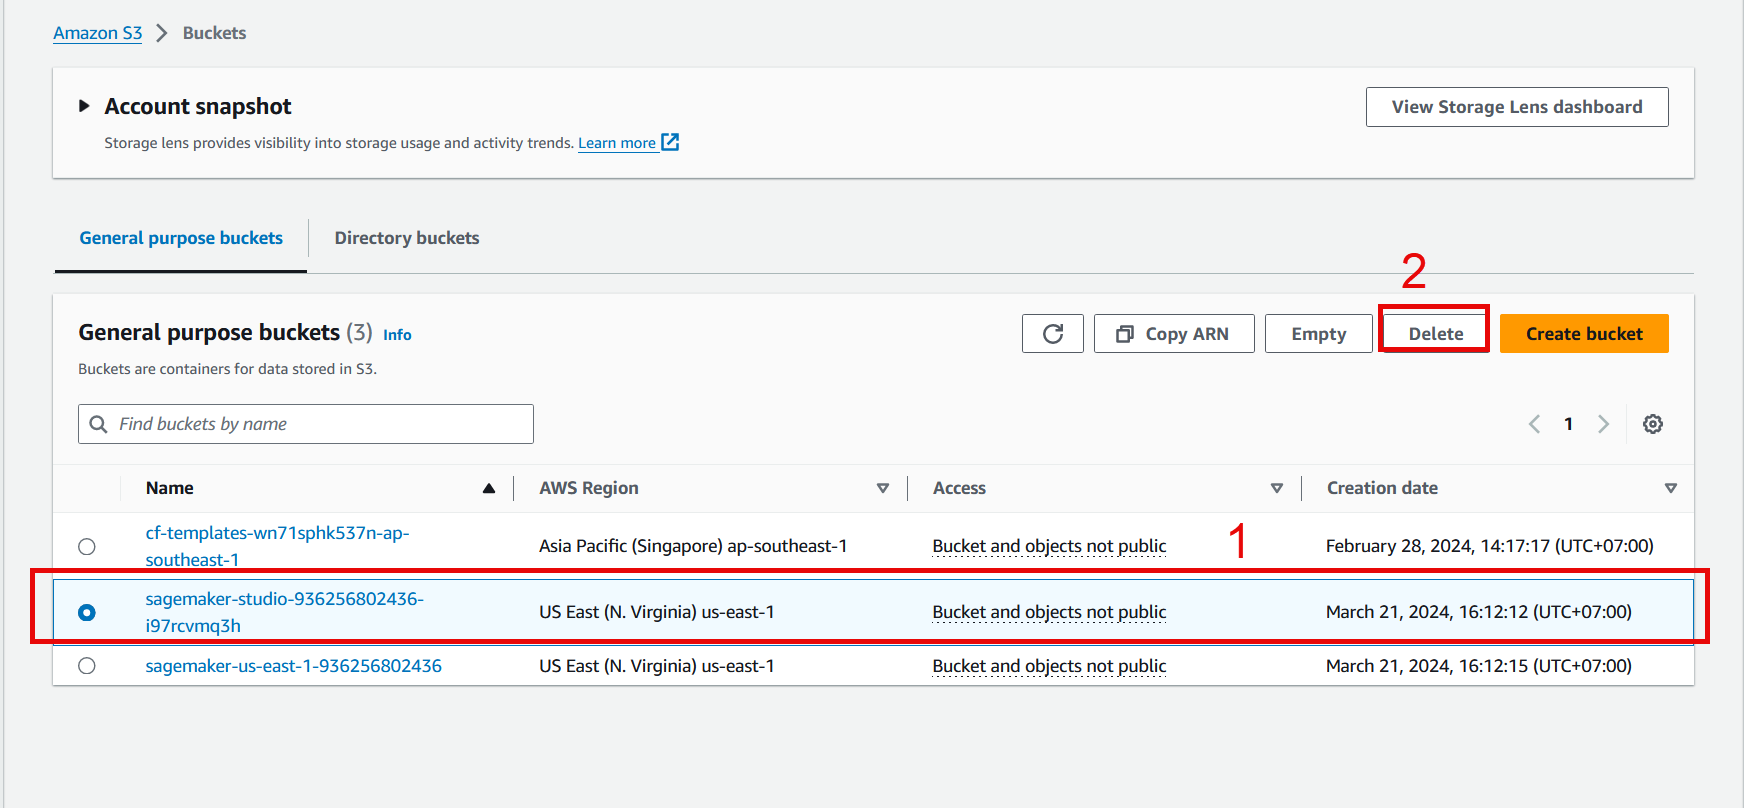 Amazon S3 > Buckets
Account snapshot
View Storage Lens dashboard
Storage lens provides visibility into storage usage and activity trends. Learn more
General purpose buckets
Directory buckets
2
General purpose buckets (3) Info
Copy ARN
Empty
Delete
Create bucket
Buckets are containers for data stored in S3.
Find buckets by name
1
Name
AWS Region
Access
Creation date
1
cf-templates-wn71sphk537n-ap-
southeast-1
Asia Pacific (Singapore) ap-southeast-1
Bucket and objects not public
February 28, 2024, 14:17:17 (UTC+07:00)
sagemaker-studio-936256802436-
i97rcvmq3h
US East (N. Virginia) us-east-1
Bucket and objects not public
March 21, 2024, 16:12:12 (UTC+07:00)
sagemaker-us-east-1-936256802436
US East (N. Virginia) us-east-1
Bucket and objects not public
March 21, 2024, 16:12:15 (UTC+07:00)